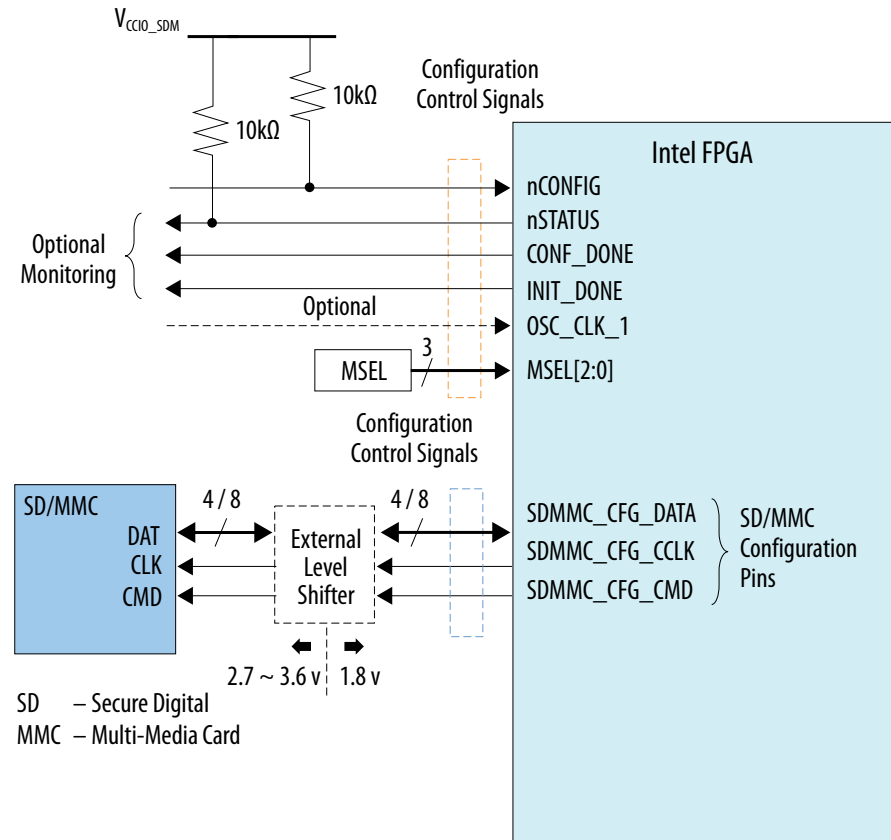 VCCIO_SDM
10kΩ
10kΩ
Configuration
Control Signals
Intel FPGA
nCONFIG
nSTATUS
CONF_DONE
INIT_DONE
OSC_CLK_1
MSEL[2:0]
Optional
Monitoring
Optional
MSEL
3
Configuration
Control Signals
SD/MMC
DAT
CLK
CMD
4 / 8
External
Level
Shifter
4 / 8
SDMMC_CFG_DATA
SDMMC_CFG_CCLK
SDMMC_CFG_CMD
SD/MMC
Configuration
Pins
2.7 ~ 3.6 v 1.8 v
SD – Secure Digital
MMC – Multi-Media Card